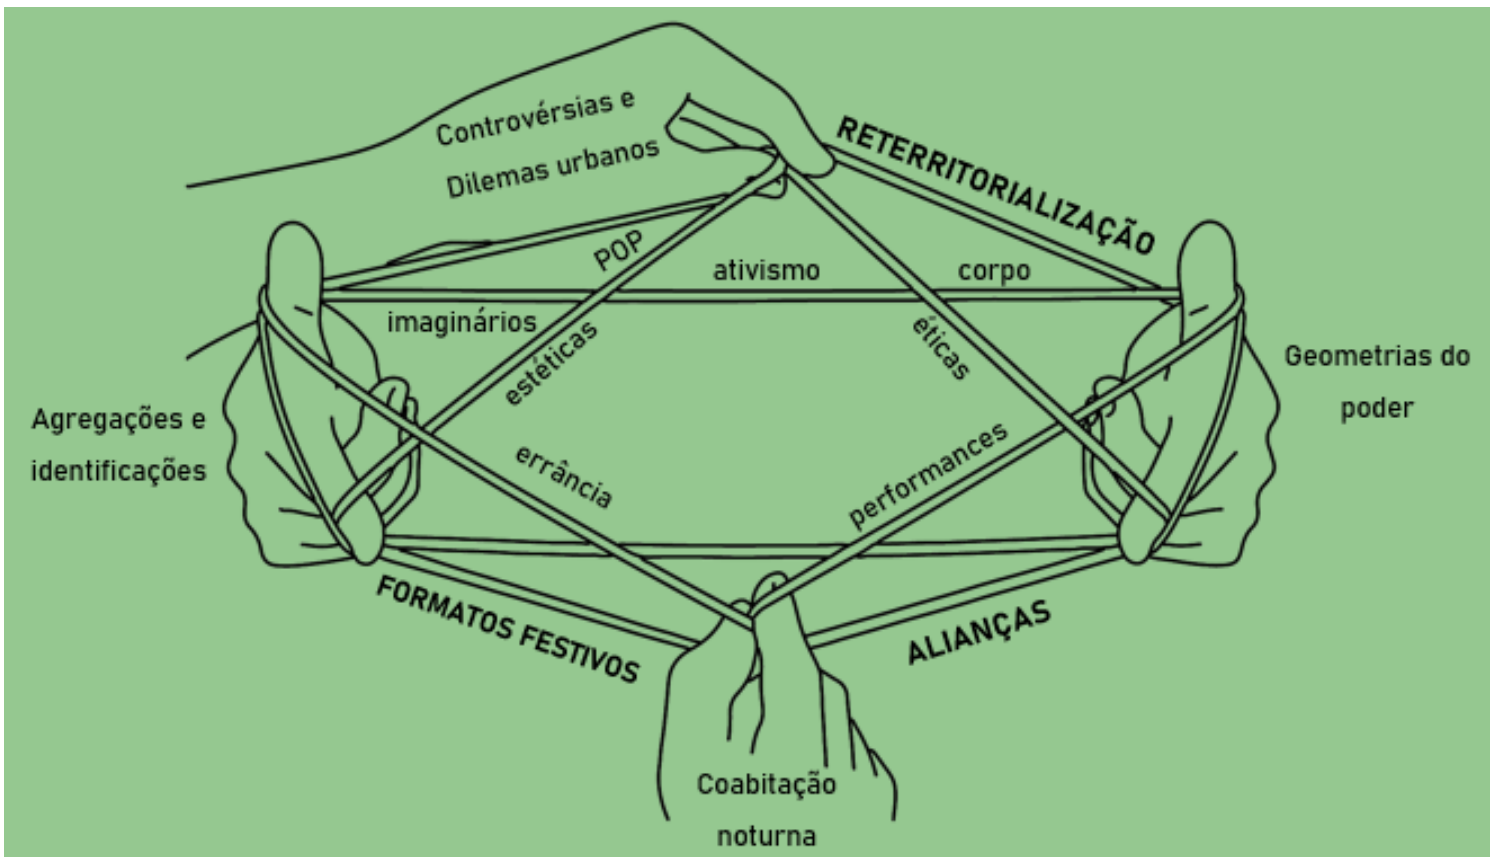 Controvérsias e
Dilemas urbanos
RETERRITORIALIZAÇÃO
POP
ativismo
corpo
imaginários
estéticas
éticas
Geometrias do
poder
Agregações e
identificações
errância
performances
FORMATOS FESTIVOS
ALIANÇAS
Coabitação
noturna